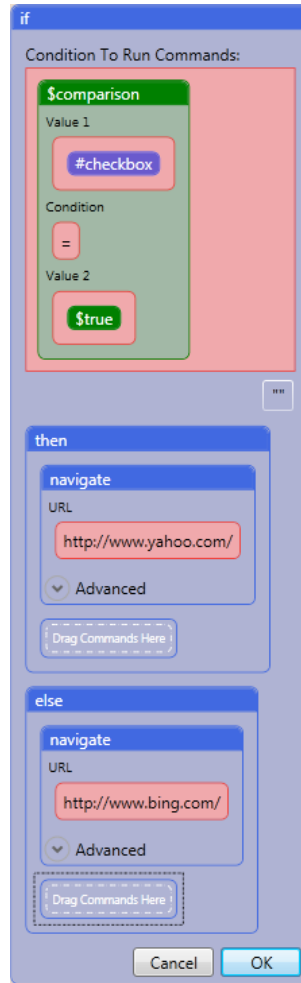 if
Condition To Run Commands:
$comparison
Value 1
#checkbox
Condition
=
Value 2
$true
""
then
navigate
URL
http://www.yahoo.com/
Advanced
Drag Commands Here
else
navigate
URL
http://www.bing.com/
Advanced
Drag Commands Here
Cancel OK